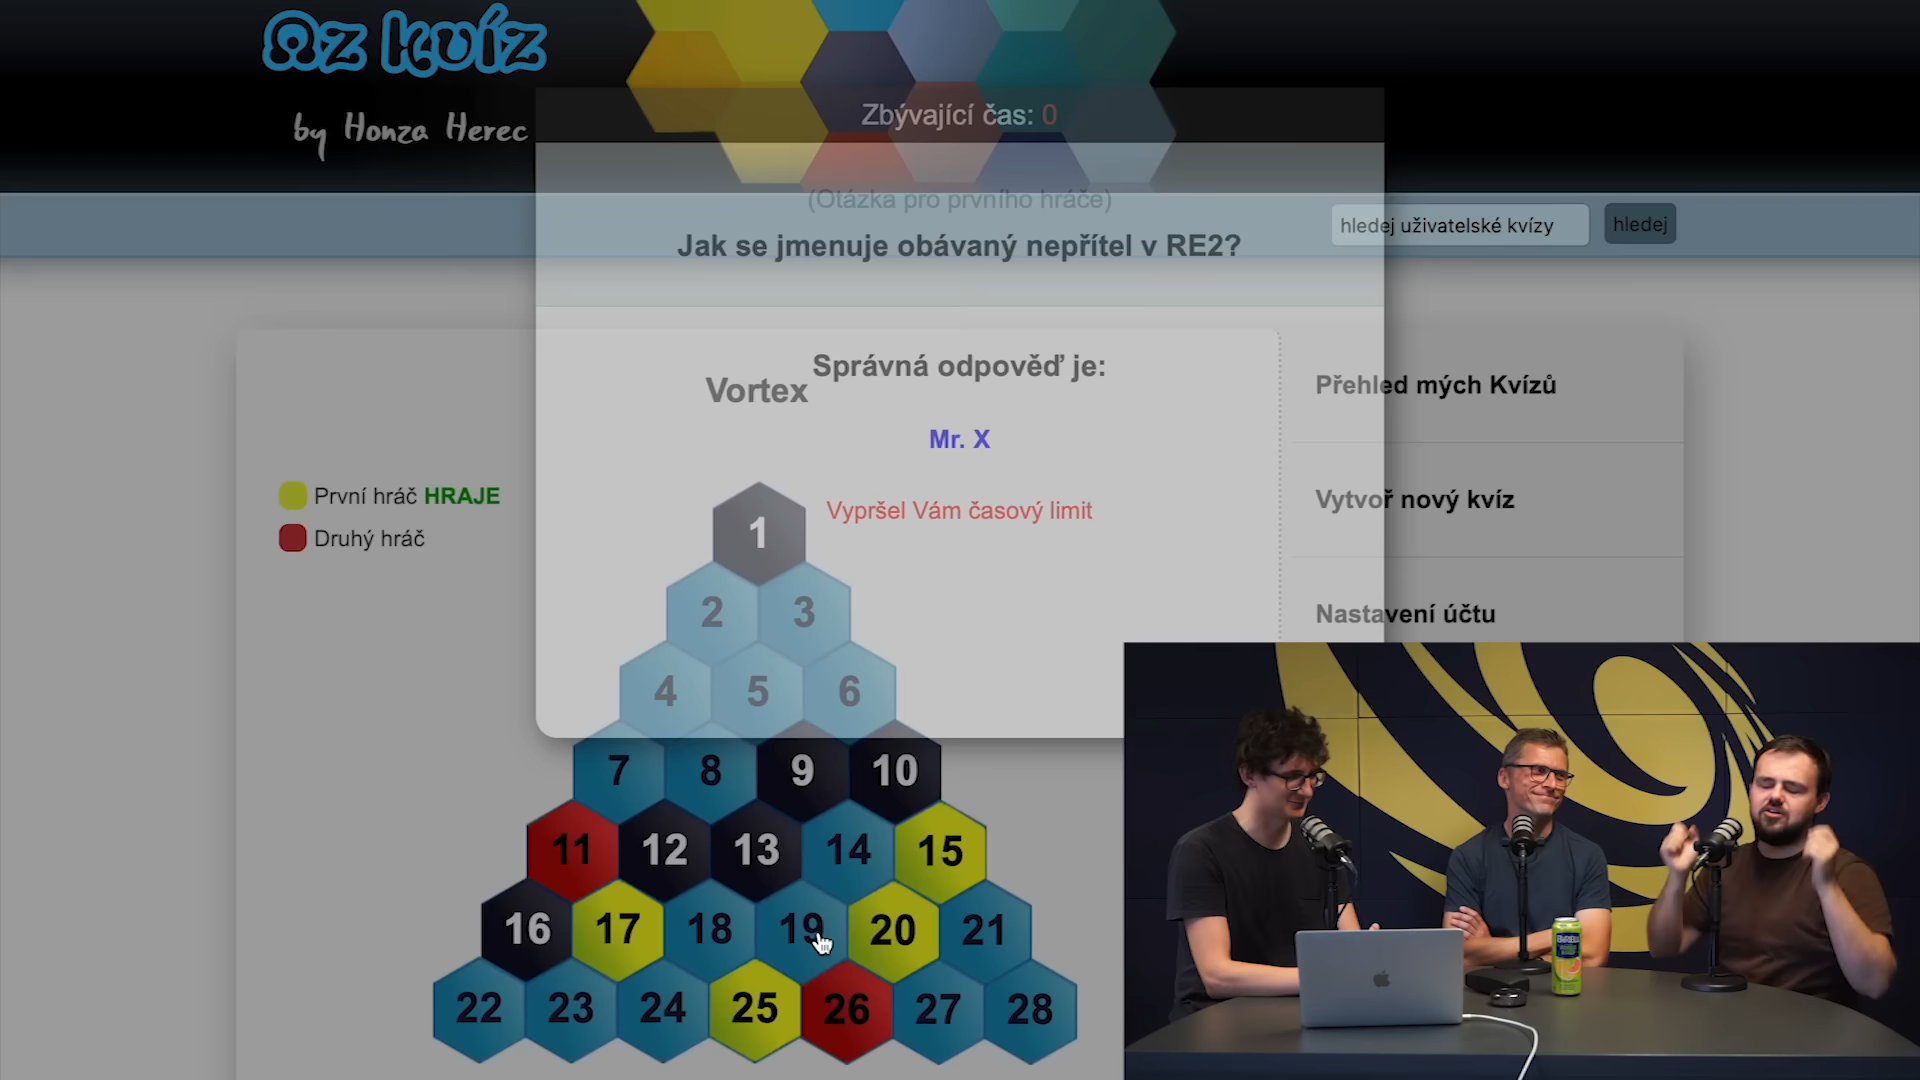 Az kvíz
by Honza Herec
Zbývající čas: 0
(Otázka pro prvního hráče)
Jak se jmenuje obávaný nepřítel v RE2?
hledej uživatelské kvízy
hledej
Správná odpověď je:
Vortex
Mr. X
Vypršel Vám časový limit
První hráč HRAJE
Druhý hráč
Přehled mých Kvízů
Vytvoř nový kvíz
Nastavení účtu
1
2 3
4 5 6
7 8 9 10
11 12 13 14 15
16 17 18 19 20 21
22 23 24 25 26 27 28